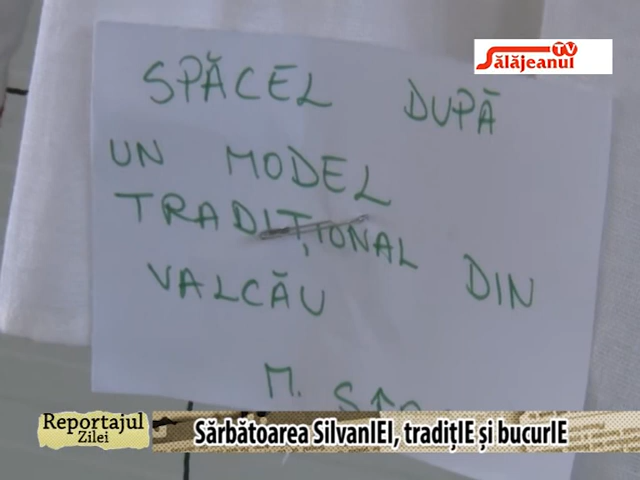 TV
Sălăjeanul
SPĂCEL DUPĂ
UN MODEL
TRADIȚIONAL DIN
VALCĂU
M.
Reportajul
Zilei
Sărbătoarea SilvanIEI, tradițIE și bucurIE